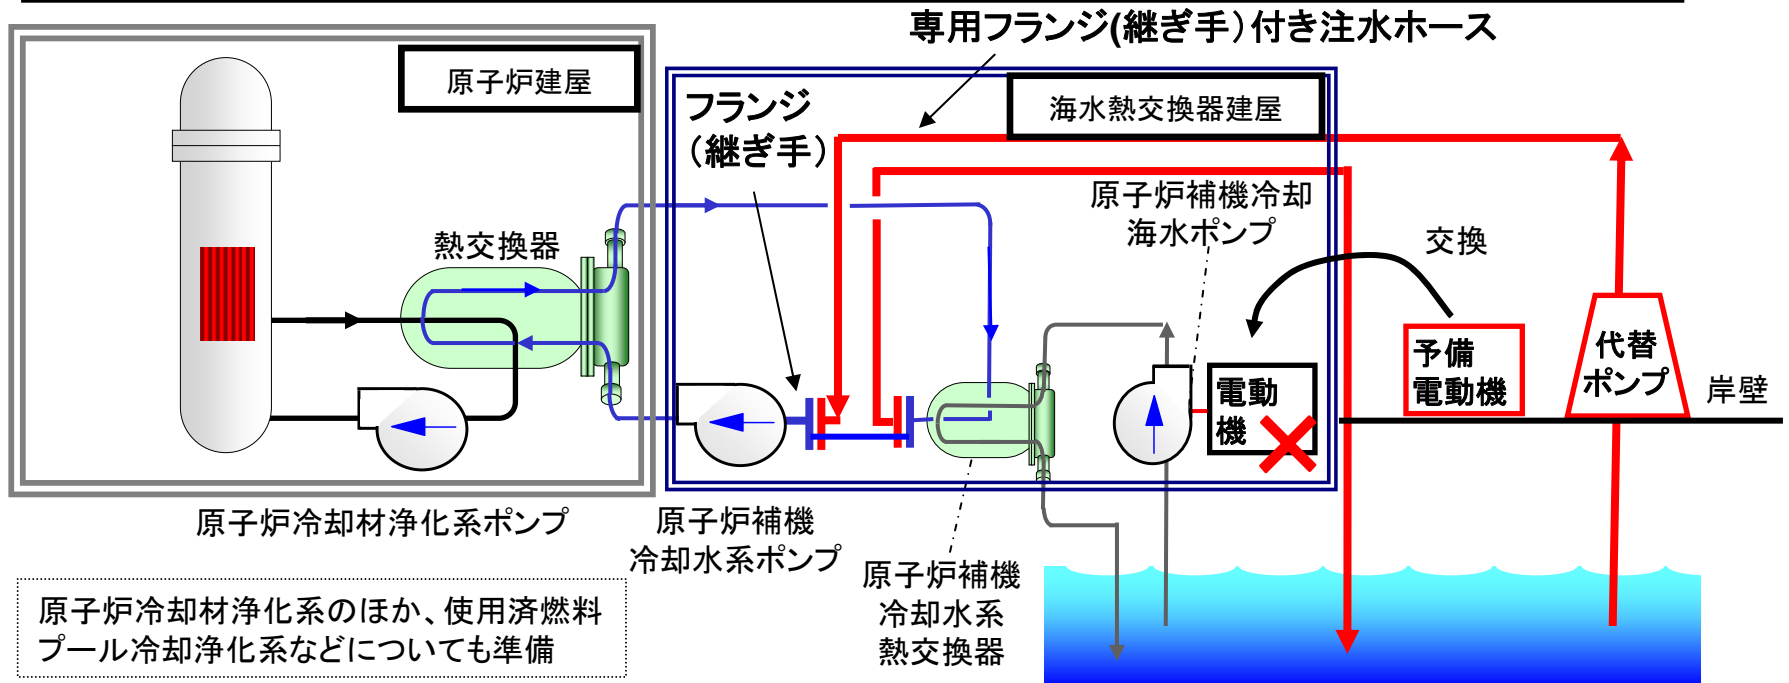 専用フランジ(継ぎ手)付き注水ホース
原子炉建屋
フランジ
(継ぎ手)
海水熱交換器建屋
原子炉補機冷却
海水ポンプ
熱交換器
交換
予備
電動機
代替
ポンプ
岸壁
電動
機
原子炉冷却材浄化系ポンプ
原子炉補機
冷却水系ポンプ
原子炉補機
冷却水系
熱交換器
原子炉冷却材浄化系のほか、使用済燃料
プール冷却浄化系などについても準備